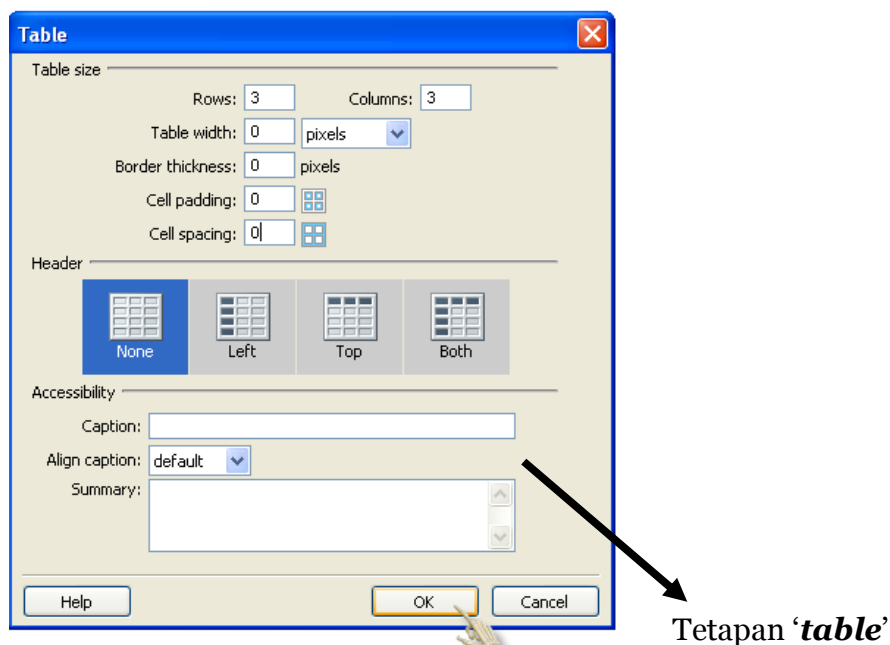 Table
Table size
Rows: 3 Columns: 3
Table width: 0 pixels
Border thickness: 0 pixels
Cell padding: 0
Cell spacing: 0
Header
None Left Top Both
Accessibility
Caption:
Align caption: default
Summary:
Help OK Cancel
Tetapan ‘table’